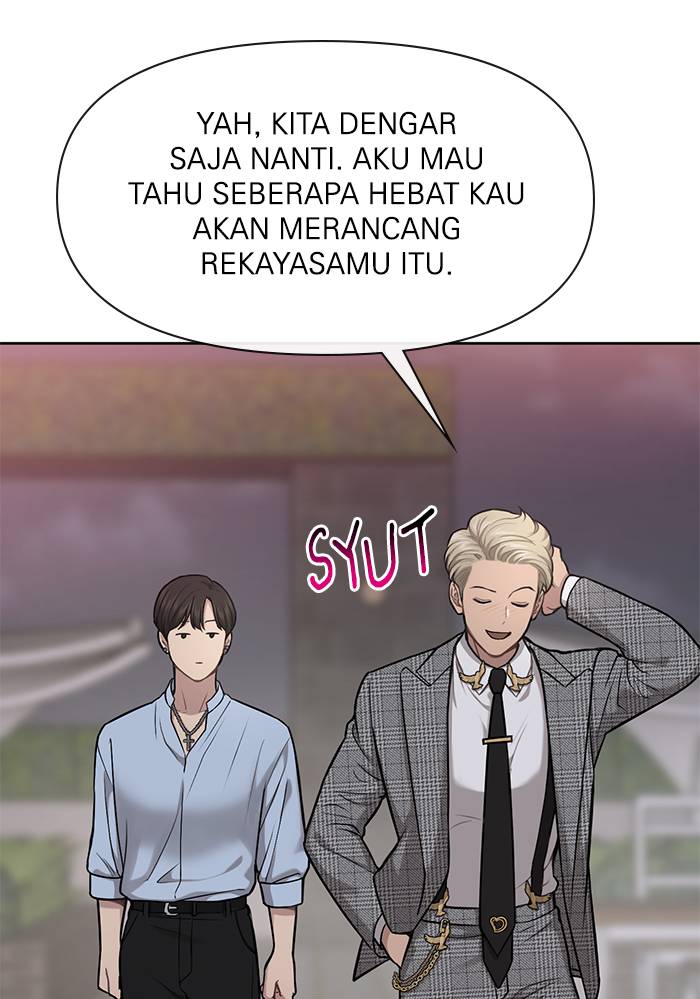 YAH, KITA DENGAR
SAJA NANTI. AKU MAU
TAHU SEBERAPA HEBAT KAU
AKAN MERANCANG
REKAYASAMU ITU.
SYUT